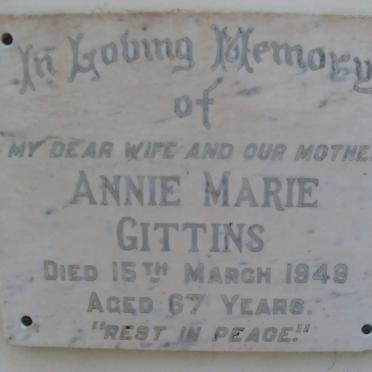 In Loving Memory
of
MY DEAR WIFE AND OUR MOTHE
ANNIE MARIE
GITTINS
DIED 15TH MARCH 1949
AGED 67 YEARS.
"REST IN PEACE."